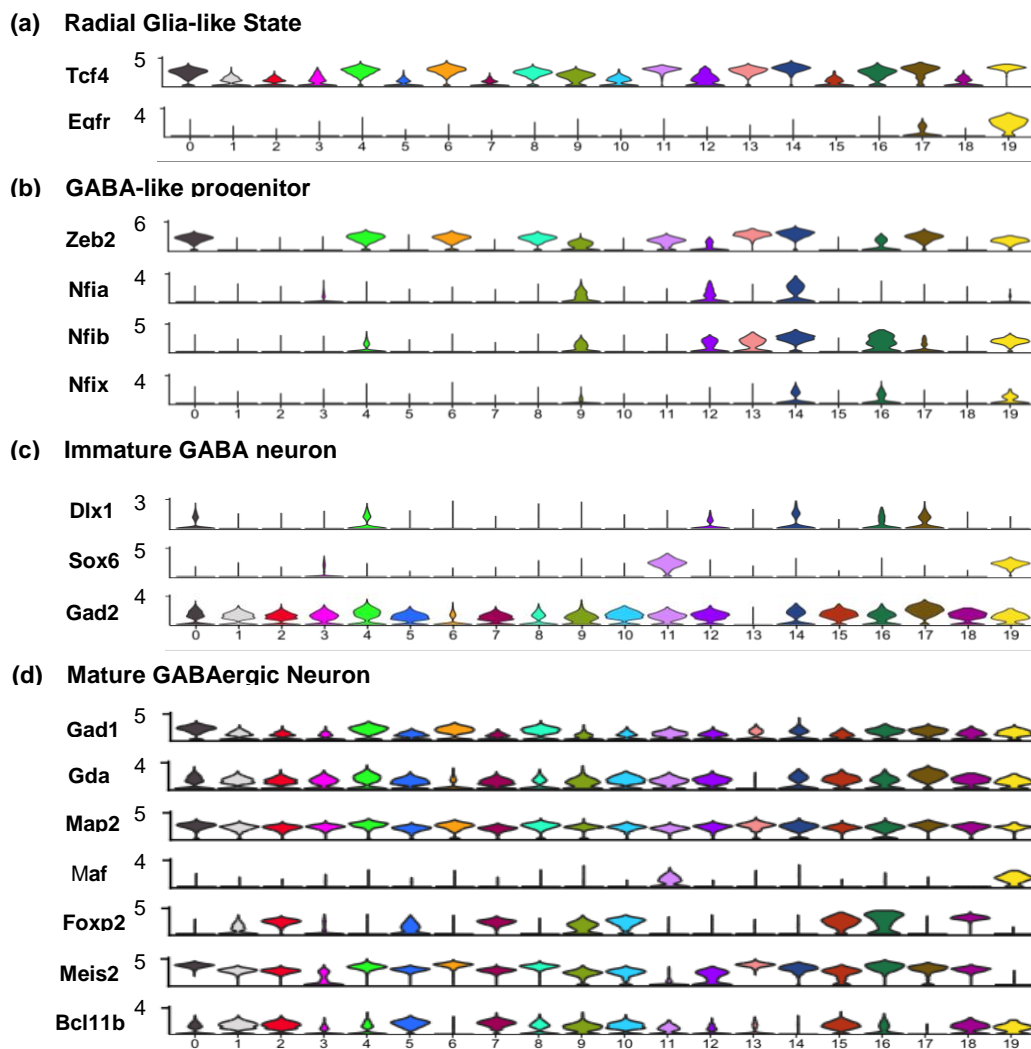 (a) Radial Glia-like State
Tcf4 5
Egfr 4
0 1 2 3 4 5 6 7 8 9 10 11 12 13 14 15 16 17 18 19
(b) GABA-like progenitor
Zeb2 6
Nfia 4
Nfib 5
Nfix 4
0 1 2 3 4 5 6 7 8 9 10 11 12 13 14 15 16 17 18 19
(c) Immature GABA neuron
Dlx1 3
Sox6 5
Gad2 4
0 1 2 3 4 5 6 7 8 9 10 11 12 13 14 15 16 17 18 19
(d) Mature GABAergic Neuron
Gad1 5
Gda 4
Map2 5
Maf 4
Foxp2 5
Meis2 5
Bcl11b 4
0 1 2 3 4 5 6 7 8 9 10 11 12 13 14 15 16 17 18 19